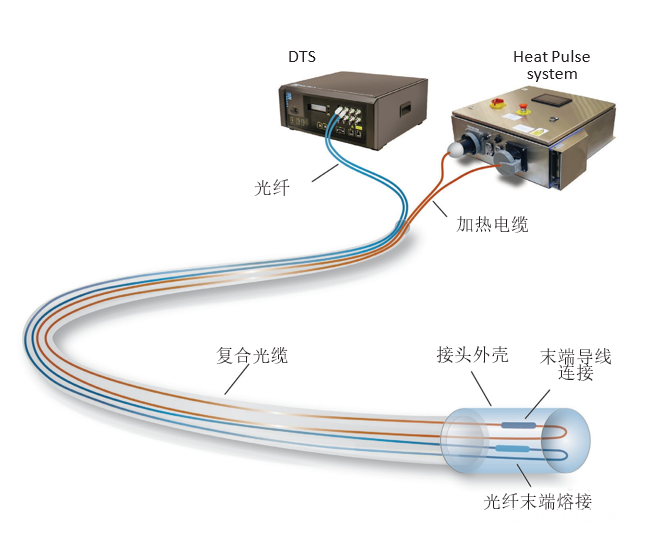 DTS
Heat Pulse
system
光纤
加热电缆
复合光缆
接头外壳
末端导线
连接
光纤末端熔接